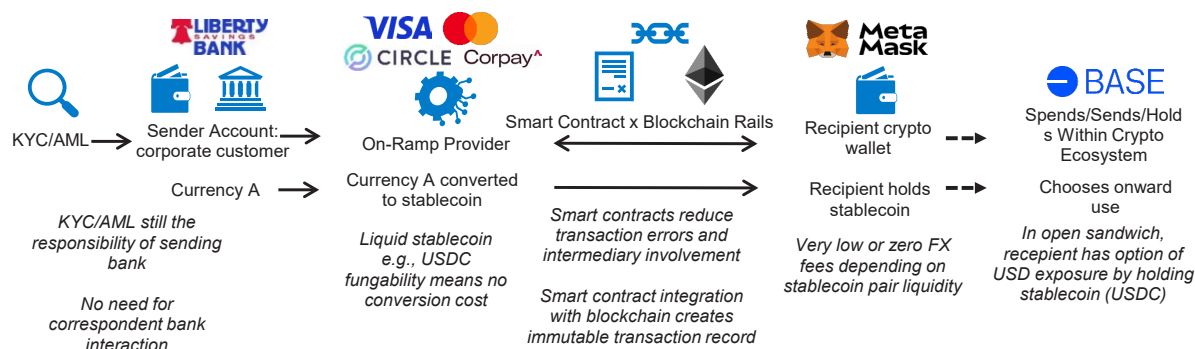 LIBERTY
SAVINGS
BANK
VISA
CIRCLE Corpay^
META
MASK
BASE
KYC/AML
Sender Account:
corporate customer
On-Ramp Provider
Smart Contract x Blockchain Rails
Recipient crypto
wallet
Spends/Sends/Hold
s Within Crypto
Ecosystem
Currency A
Currency A converted
to stablecoin
Recipient holds
stablecoin
Chooses onward
use
KYC/AML still the
responsibility of sending
bank
No need for
correspondent bank
interaction
Liquid stablecoin
e.g., USDC
fungability means no
conversion cost
Smart contracts reduce
transaction errors and
intermediary involvement
Smart contract integration
with blockchain creates
immutable transaction record
Very low or zero FX
fees depending on
stablecoin pair liquidity
In open sandwich,
recepient has option of
USD exposure by holding
stablecoin (USDC)